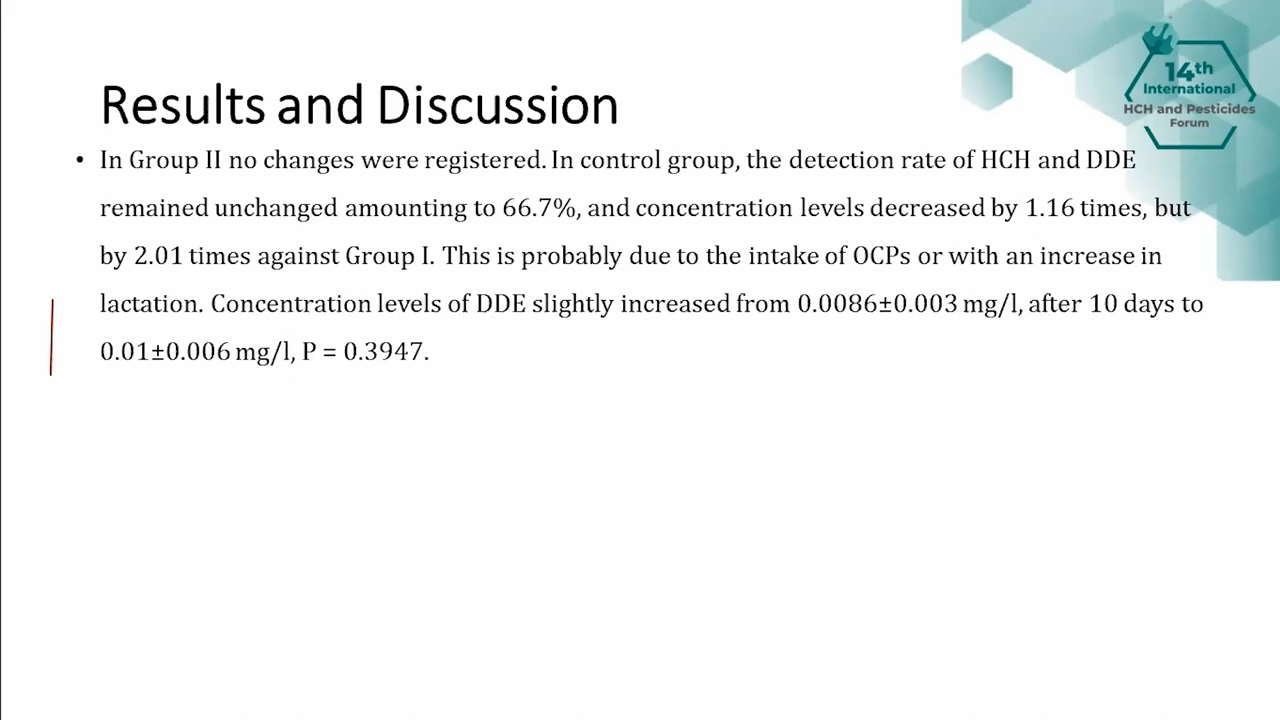 14th
International
HCH and Pesticides
Forum
Results and Discussion
• In Group II no changes were registered. In control group, the detection rate of HCH and DDE
remained unchanged amounting to 66.7%, and concentration levels decreased by 1.16 times, but
by 2.01 times against Group I. This is probably due to the intake of OCPs or with an increase in
lactation. Concentration levels of DDE slightly increased from 0.0086±0.003 mg/l, after 10 days to
0.01±0.006 mg/l, P = 0.3947.